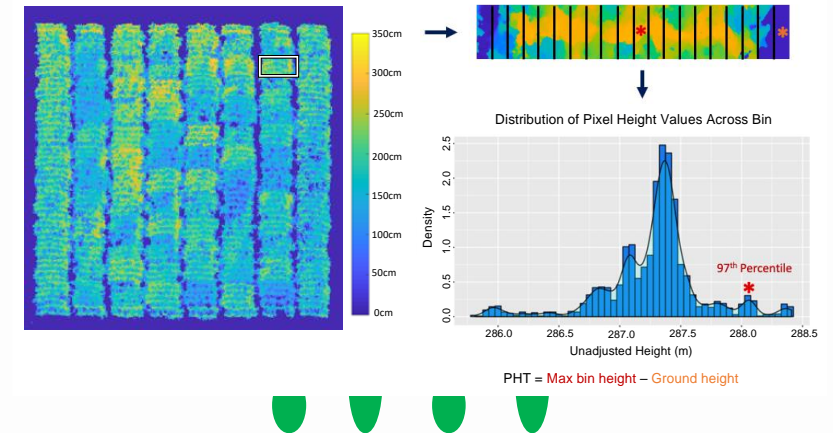 350cm
300cm
250cm
200cm
150cm
100cm
50cm
0cm
*
*
Distribution of Pixel Height Values Across Bin
Density
2.5
2.0
1.5
1.0
0.5
0.0
97th Percentile
*
286.0 286.5 287.0 287.5 288.0 288.5
Unadjusted Height (m)
PHT = Max bin height – Ground height